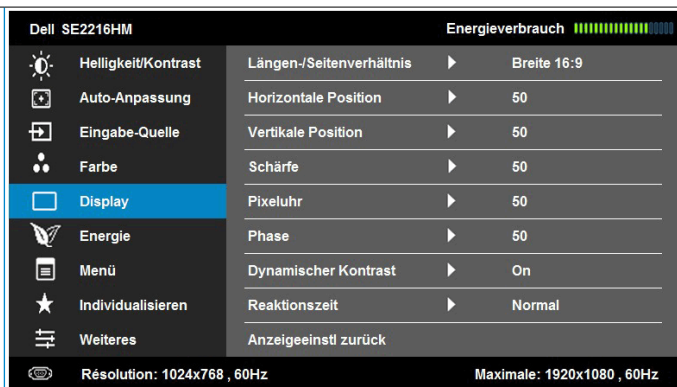 Dell SE2216HM Energieverbrauch
Helligkeit/Kontrast Längen-/Seitenverhältnis Breite 16:9
Auto-Anpassung Horizontale Position 50
Eingabe-Quelle Vertikale Position 50
Farbe Schärfe 50
Display Pixeluhr 50
Energie Phase 50
Menü Dynamischer Kontrast On
Individualisieren Reaktionszeit Normal
Weiteres Anzeigeeinstl zurück
Résolution: 1024x768 , 60Hz Maximale: 1920x1080 , 60Hz